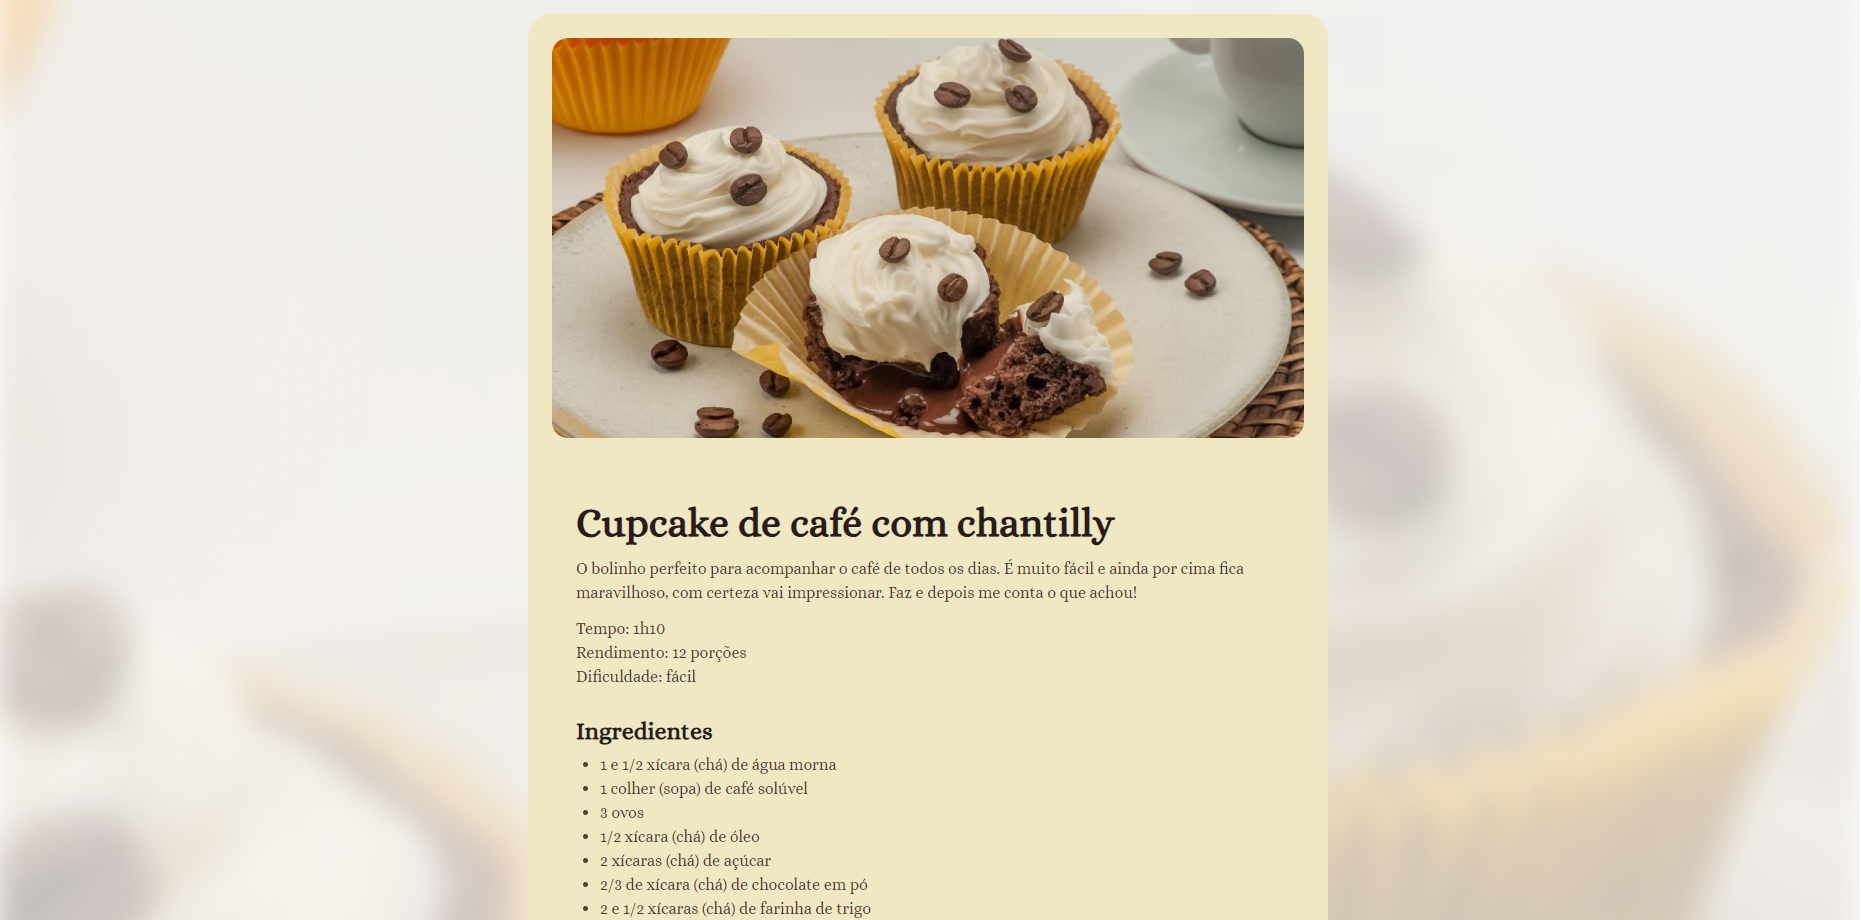 Cupcake de café com chantilly
O bolinho perfeito para acompanhar o café de todos os dias. É muito fácil e ainda por cima fica
maravilhoso, com certeza vai impressionar. Faz e depois me conta o que achou!
Tempo: 1h10
Rendimento: 12 porções
Dificuldade: fácil
Ingredientes
• 1 e 1/2 xícara (chá) de água morna
• 1 colher (sopa) de café solúvel
• 3 ovos
• 1/2 xícara (chá) de óleo
• 2 xícaras (chá) de açúcar
• 2/3 de xícara (chá) de chocolate em pó
• 2 e 1/2 xícaras (chá) de farinha de trigo